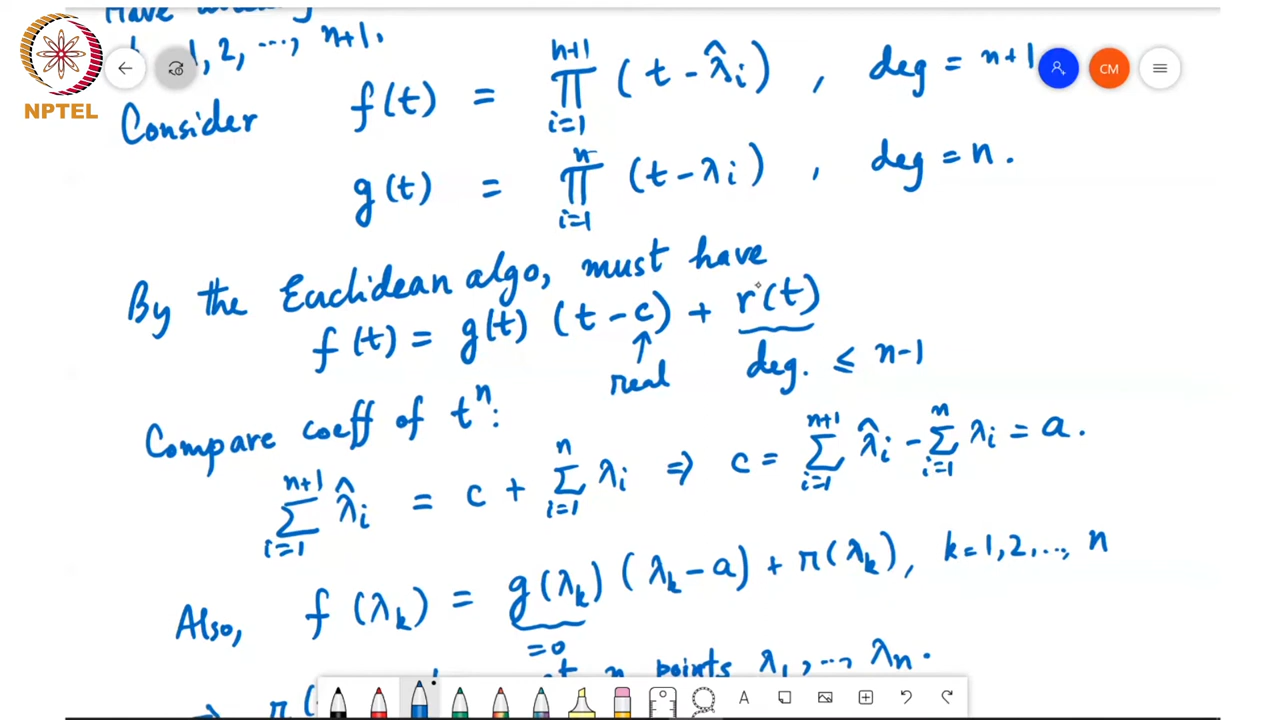 Have
1, 2, ..., n+1.
NPTEL
CM
Consider f(t) = ∏_{i=1}^{n+1} (t - λ̂_i) , deg = n+1
g(t) = ∏_{i=1}^{n} (t - λ_i) , deg = n.
By the Euclidean algo, must have
f(t) = g(t) (t - c) + r(t)
↑ real deg. ≤ n-1
Compare coeff of t^n:
∑_{i=1}^{n+1} λ̂_i = c + ∑_{i=1}^{n} λ_i ⇒ c = ∑_{i=1}^{n+1} λ̂_i - ∑_{i=1}^{n} λ_i = a.
Also, f(λ_k) = g(λ_k) (λ_k - a) + r(λ_k), k = 1, 2, ..., n
= 0
n points λ_1, ..., λ_n.
⇒ r(
A